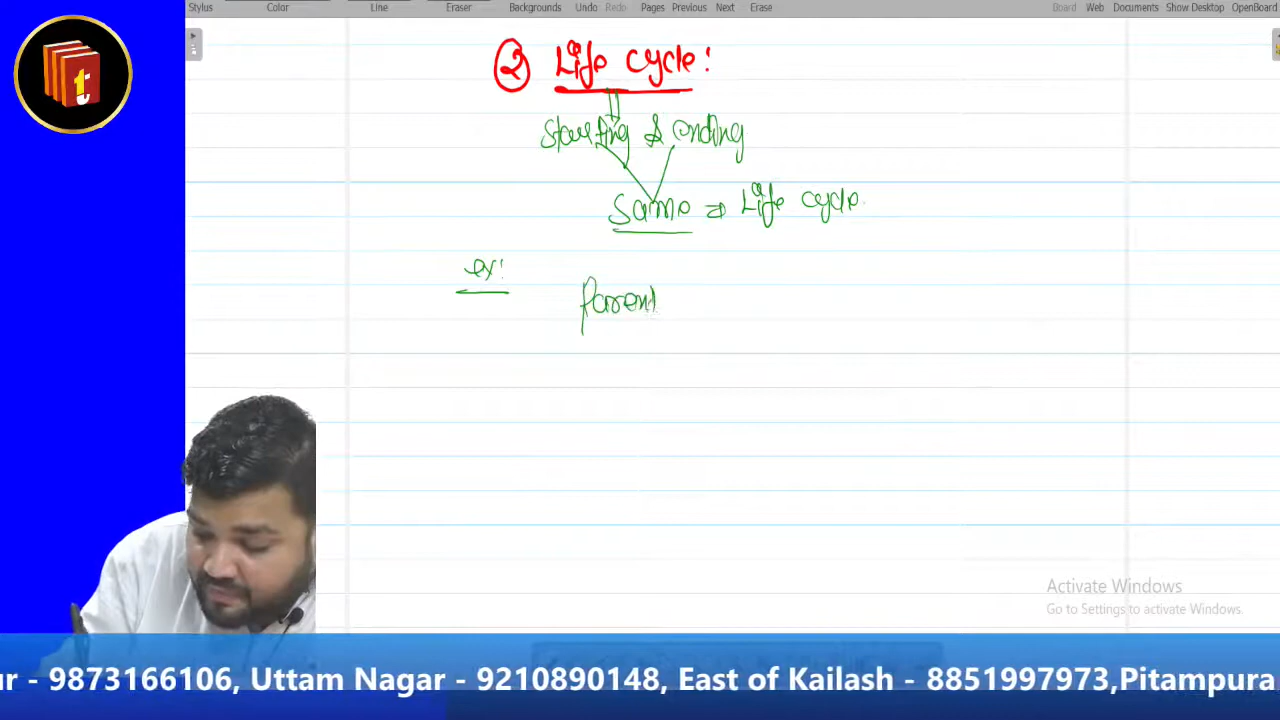 Stylus Color Line Eraser Backgrounds Undo Redo Pages Previous Next Erase Board Web Documents Show Desktop OpenBoard
t
② Life cycle:
Starting & ending
Same ⇒ Life cycle.
ex:
Parent
Activate Windows
Go to Settings to activate Windows.
ur - 9873166106, Uttam Nagar - 9210890148, East of Kailash - 8851997973,Pitampura